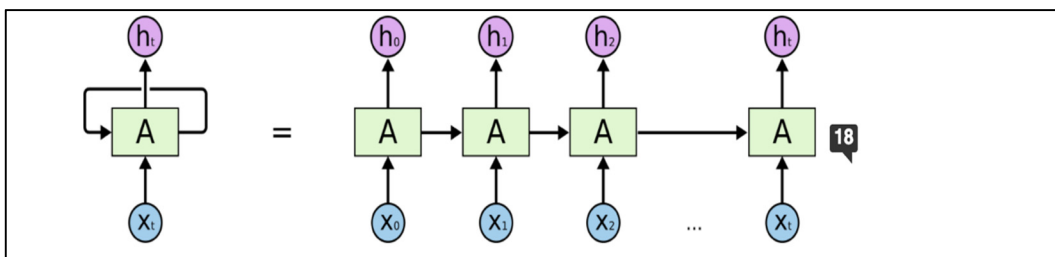 hₜ h₀ h₁ h₂ hₜ
A = A A A A 18
Xₜ X₀ X₁ X₂ ... Xₜ